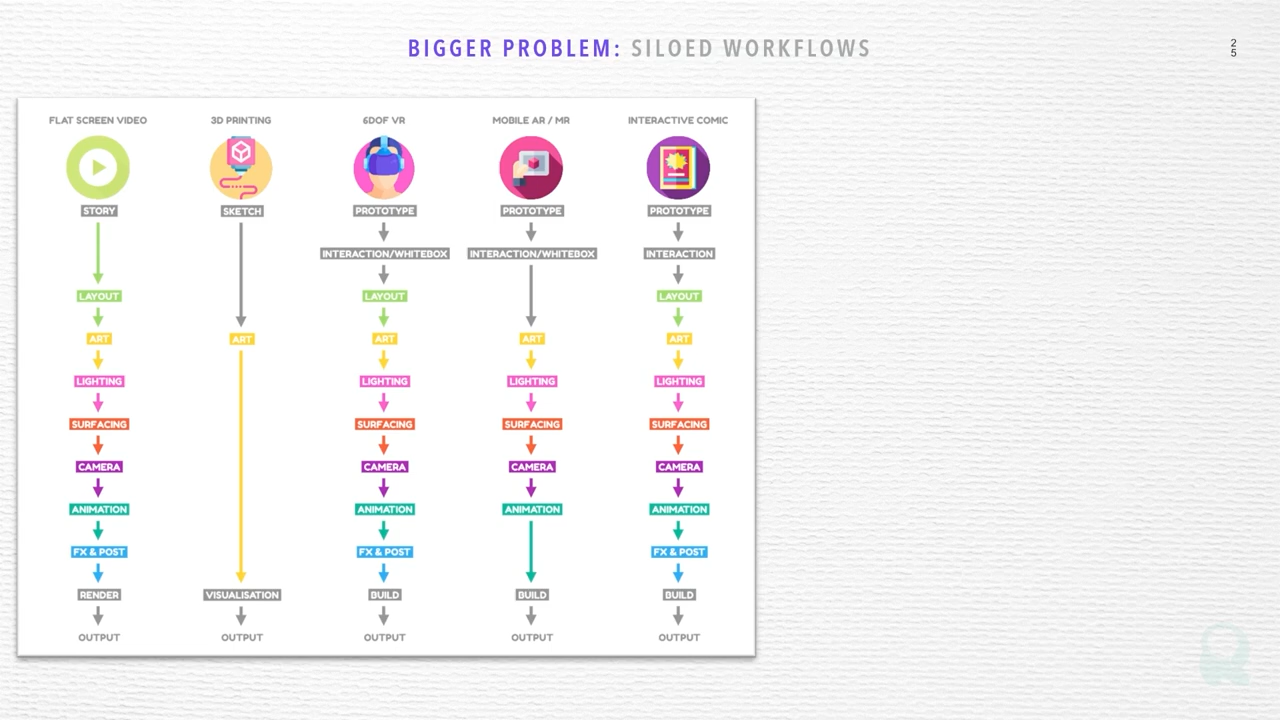 BIGGER PROBLEM: SILOED WORKFLOWS
2
5
FLAT SCREEN VIDEO
STORY
LAYOUT
ART
LIGHTING
SURFACING
CAMERA
ANIMATION
FX & POST
RENDER
OUTPUT
3D PRINTING
SKETCH
ART
VISUALISATION
OUTPUT
6DOF VR
PROTOTYPE
INTERACTION/WHITEBOX
LAYOUT
ART
LIGHTING
SURFACING
CAMERA
ANIMATION
FX & POST
BUILD
OUTPUT
MOBILE AR / MR
PROTOTYPE
INTERACTION/WHITEBOX
ART
LIGHTING
SURFACING
CAMERA
ANIMATION
BUILD
OUTPUT
INTERACTIVE COMIC
PROTOTYPE
INTERACTION
LAYOUT
ART
LIGHTING
SURFACING
CAMERA
ANIMATION
FX & POST
BUILD
OUTPUT